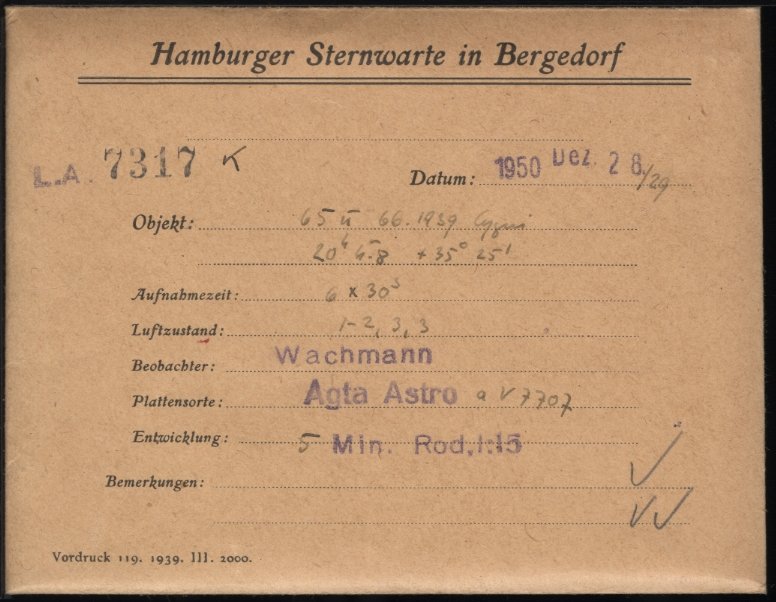 Hamburger Sternwarte in Bergedorf
L.A. 7317 K
Datum: 1950 Dez. 28./29
Objekt: 65 u 66.1939 Cygni
20h 4.8 +35° 25'
Aufnahmezeit: 6 x 30s
Luftzustand: 1-2, 3, 3
Beobachter: Wachmann
Plattensorte: Agfa Astro a V 7707
Entwicklung: 5 Min. Rod. 1:15
Bemerkungen:
Vordruck 119. 1939. III. 2000.